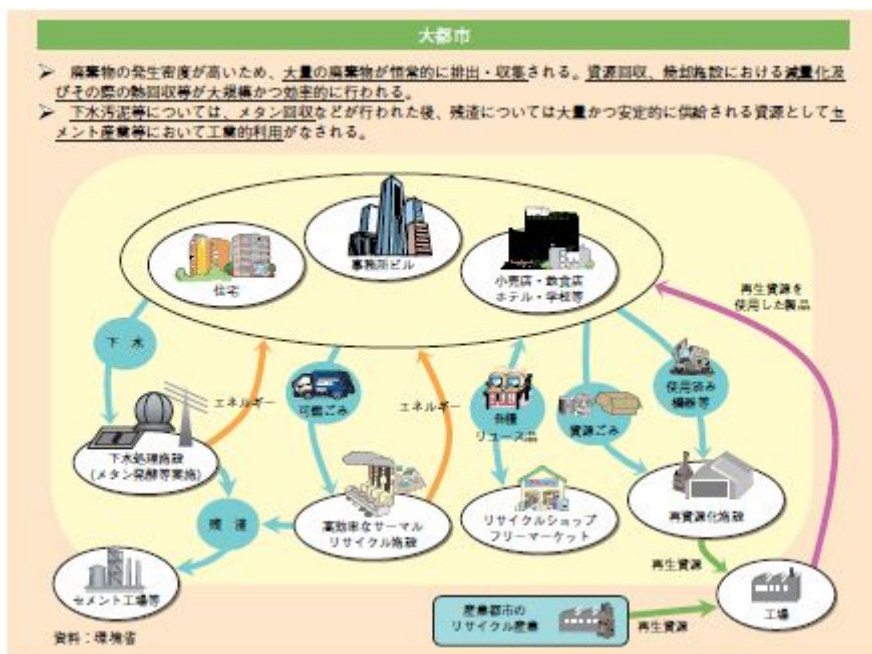 大都市
➢ 廃棄物の発生密度が高いため、大量の廃棄物が恒常的に排出・収集される。資源回収、焼却施設における減量化及
びその際の熱回収等が大規模かつ効率的に行われる。
➢ 下水汚泥等については、メタン回収などが行われた後、残渣については大量かつ安定的に供給される資源としてセ
メント産業等において工業的利用がなされる。
住宅
事務所ビル
小売店・飲食店
ホテル・学校等
再生資源を
使用した製品
下水
エネルギー
可燃ごみ
エネルギー
各種
リユース品
資源ごみ
使用済み
機器等
下水処理施設
(メタン発酵等実施)
残渣
高効率なサーマル
リサイクル施設
リサイクルショップ
フリーマーケット
再資源化施設
再生資源
セメント工場等
産業都市の
リサイクル産業
再生資源
工場
資料：環境省